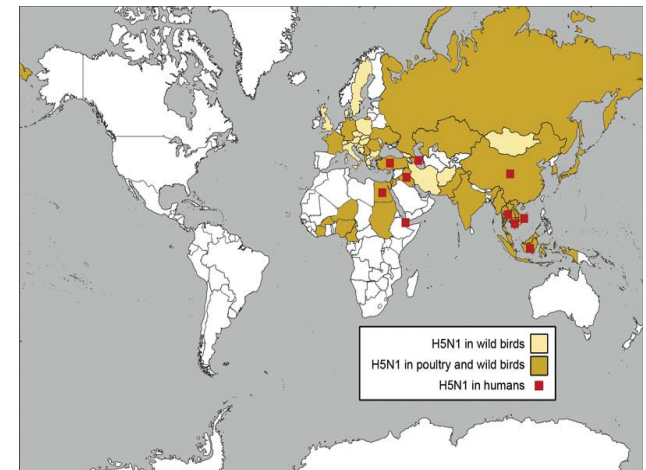 H5N1 in wild birds
H5N1 in poultry and wild birds
H5N1 in humans